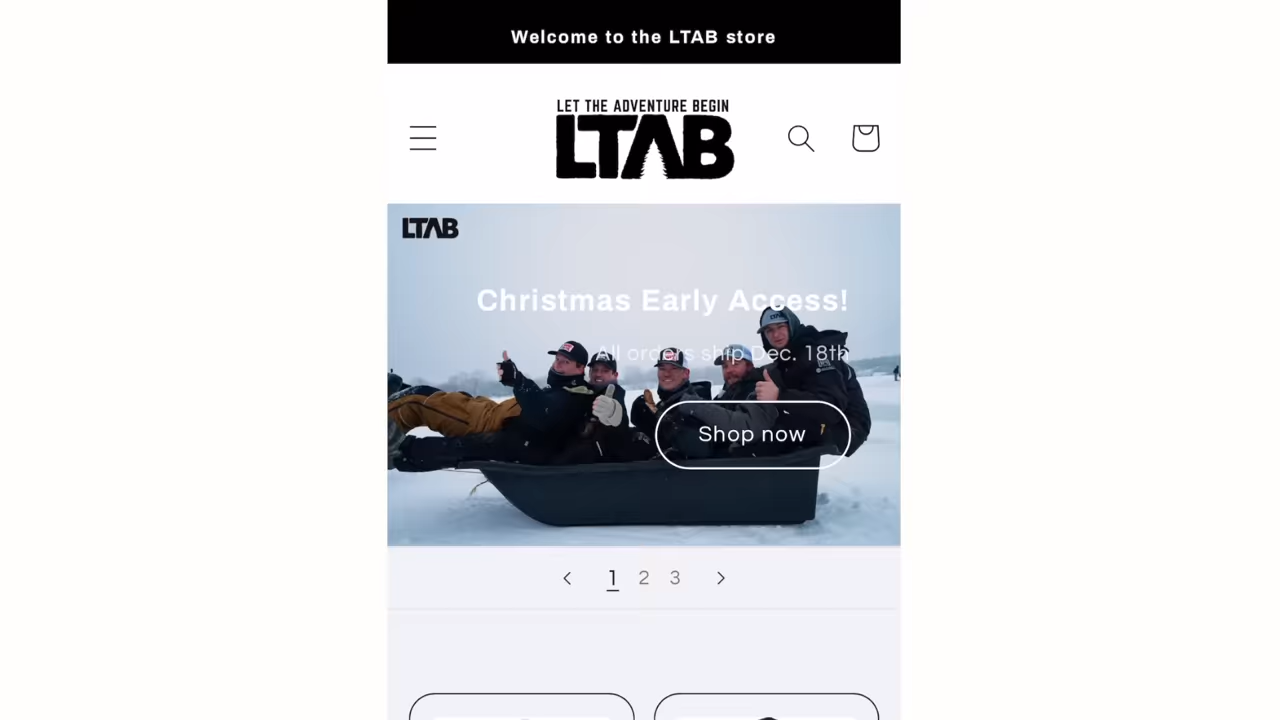 Welcome to the LTAB store
LET THE ADVENTURE BEGIN
LTAB
LTAB
Christmas Early Access!
All orders ship Dec. 18th
Shop now
1 2 3